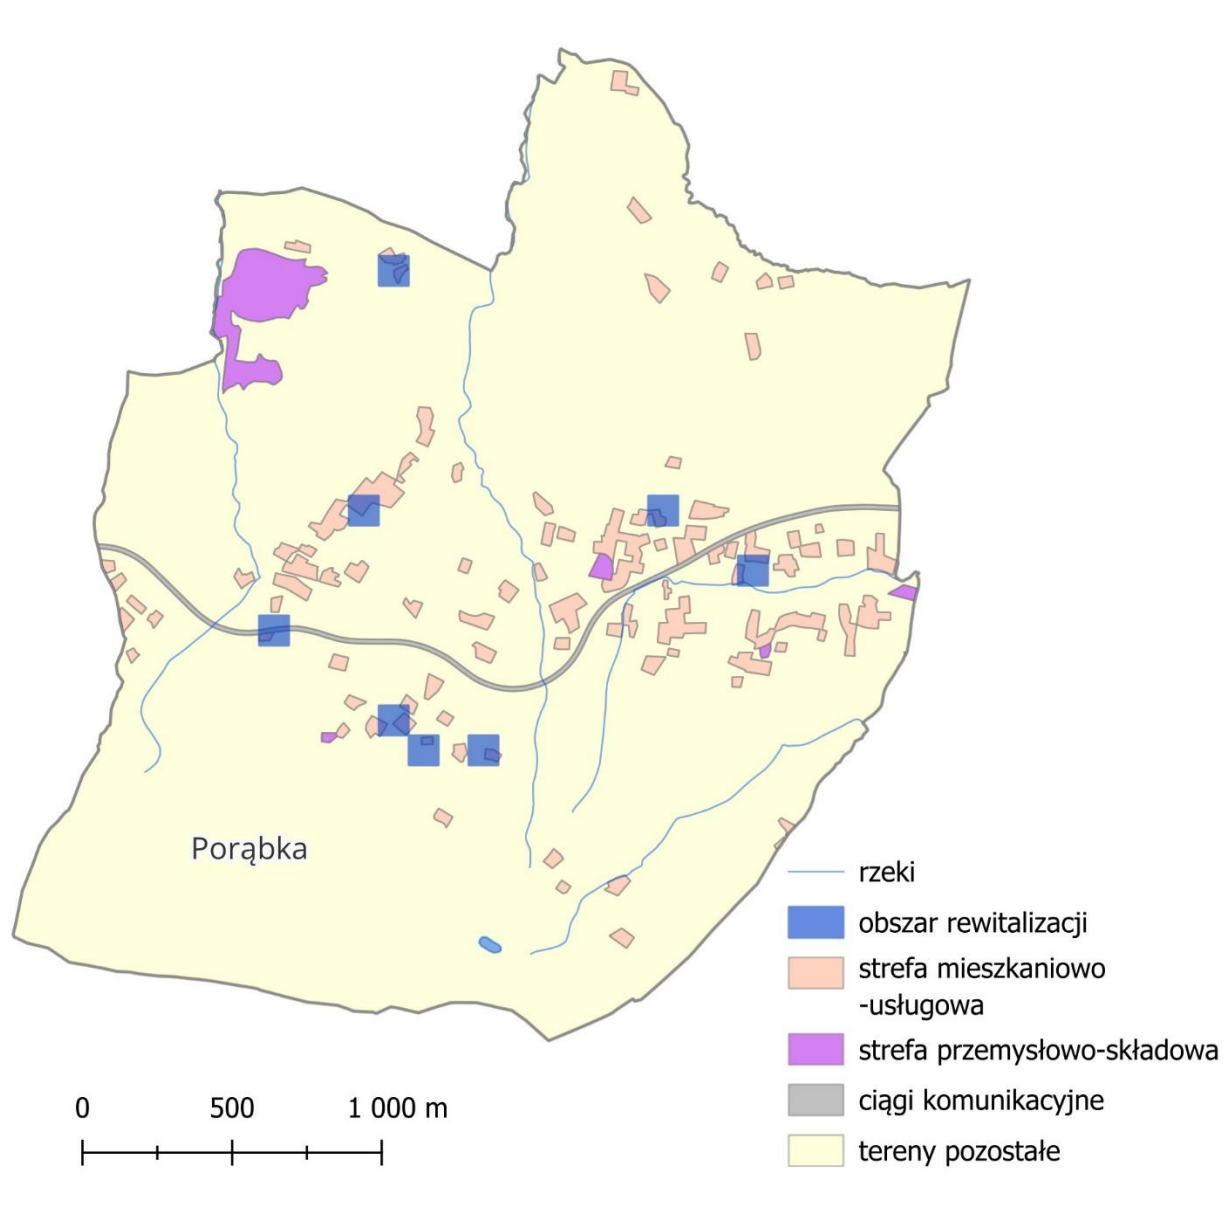 Porąbka
rzeki
obszar rewitalizacji
strefa mieszkaniowo
-usługowa
strefa przemysłowo-składowa
ciągi komunikacyjne
tereny pozostałe
0 500 1 000 m